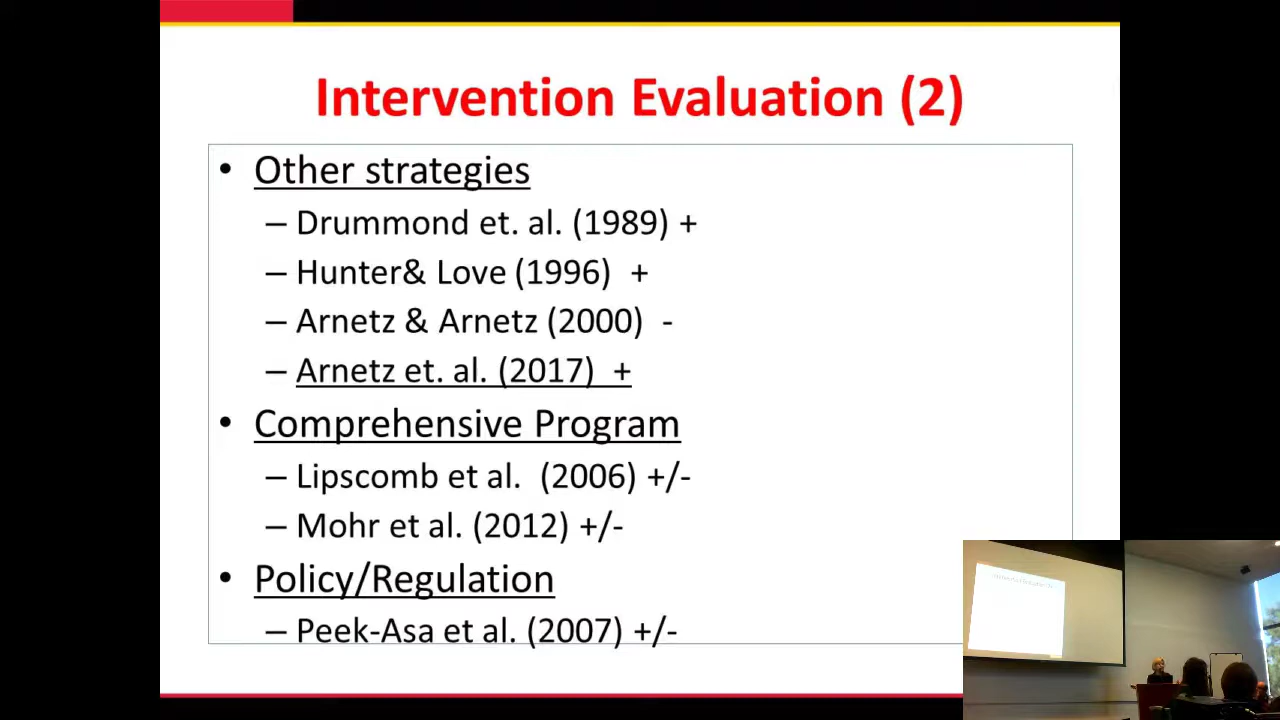 Intervention Evaluation (2)
• Other strategies
– Drummond et. al. (1989) +
– Hunter& Love (1996)  +
– Arnetz & Arnetz (2000)  -
– Arnetz et. al. (2017)  +
• Comprehensive Program
– Lipscomb et al.  (2006) +/-
– Mohr et al. (2012) +/-
• Policy/Regulation
– Peek-Asa et al. (2007) +/-